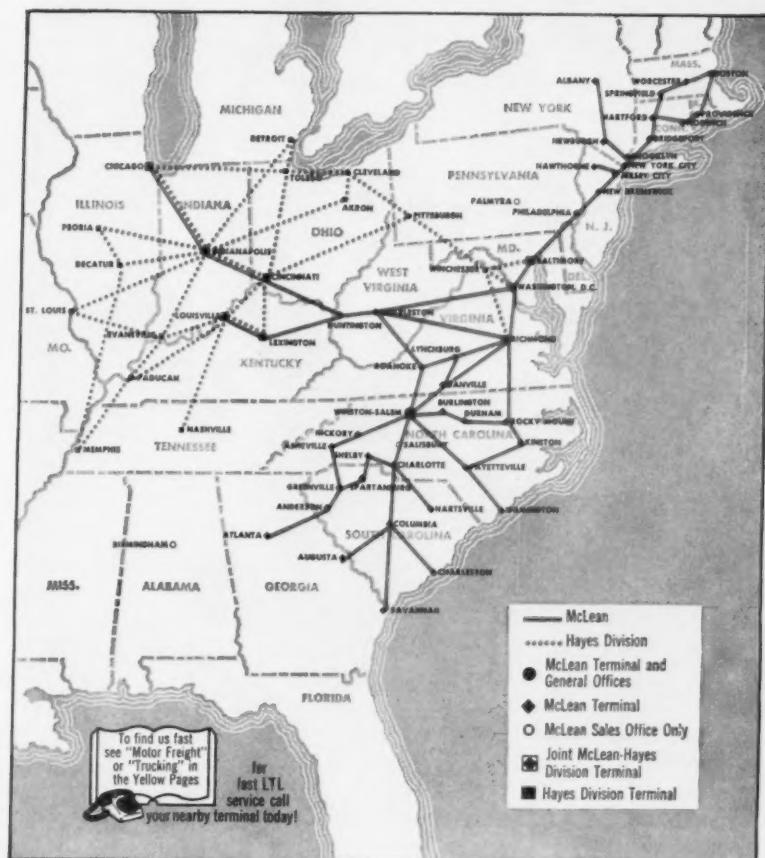 MASS.
ALBANY
WORCESTER
BOSTON
SPRINGFIELD
MICHIGAN
NEW YORK
HARTFORD
PROVIDENCE
CONN.
DETROIT
NEWBURGH
BRIDGEPORT
BROOKLYN
CHICAGO
NAWTHORNE
NEW YORK CITY
TOLEDO
CLEVELAND
JERSEY CITY
PENNSYLVANIA
NEW BRUNSWICK
ILLINOIS
INDIANA
AKRON
PALMYRA
OHIO
PITTSBURGH
PHILADELPHIA
PEORIA
N. J.
INDIANAPOLIS
MD.
DECATUR
WINCHESTER
BALTIMORE
CINCINNATI
WEST
VIRGINIA
DEL.
WASHINGTON, D.C.
ST. LOUIS
LOUISVILLE
VIRGINIA
HUNTINGTON
EVANSVILLE
RICHMOND
LEXINGTON
LYNCHBURG
MO.
KENTUCKY
ROANOKE
PADUCAH
DANVILLE
BURLINGTON
WINSTON-SALEM
DURHAM
NASHVILLE
ROCKY MOUNT
HICKORY
NORTH CAROLINA
MEMPHIS
TENNESSEE
ASHEVILLE
SALISBURY
KINSTON
SHELBY
CHARLOTTE
FAYETTEVILLE
GREENVILLE
SPARTANBURG
ANDERSON
HARTSVILLE
WILMINGTON
ATLANTA
COLUMBIA
SOUTH CAROLINA
BIRMINGHAM
AUGUSTA
MISS.
ALABAMA
GEORGIA
CHARLESTON
SAVANNAH
FLORIDA
McLean
Hayes Division
McLean Terminal and
General Offices
McLean Terminal
McLean Sales Office Only
Joint McLean-Hayes
Division Terminal
Hayes Division Terminal
To find us fast
see "Motor Freight"
or "Trucking" in
the Yellow Pages
for
fast LTL
service call
your nearby terminal today!